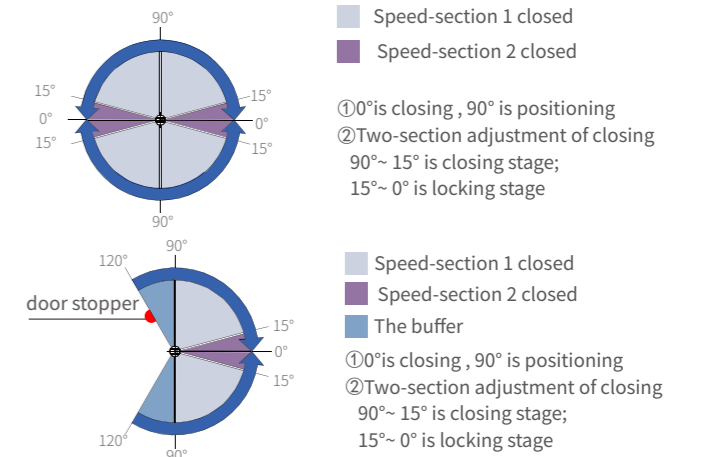 90°
15°
0°
15°
15°
0°
15°
90°
Speed-section 1 closed
Speed-section 2 closed
①0°is closing , 90° is positioning
②Two-section adjustment of closing
90°~ 15° is closing stage;
15°~ 0° is locking stage
90°
120°
door stopper
15°
0°
15°
120°
90°
Speed-section 1 closed
Speed-section 2 closed
The buffer
①0°is closing , 90° is positioning
②Two-section adjustment of closing
90°~ 15° is closing stage;
15°~ 0° is locking stage